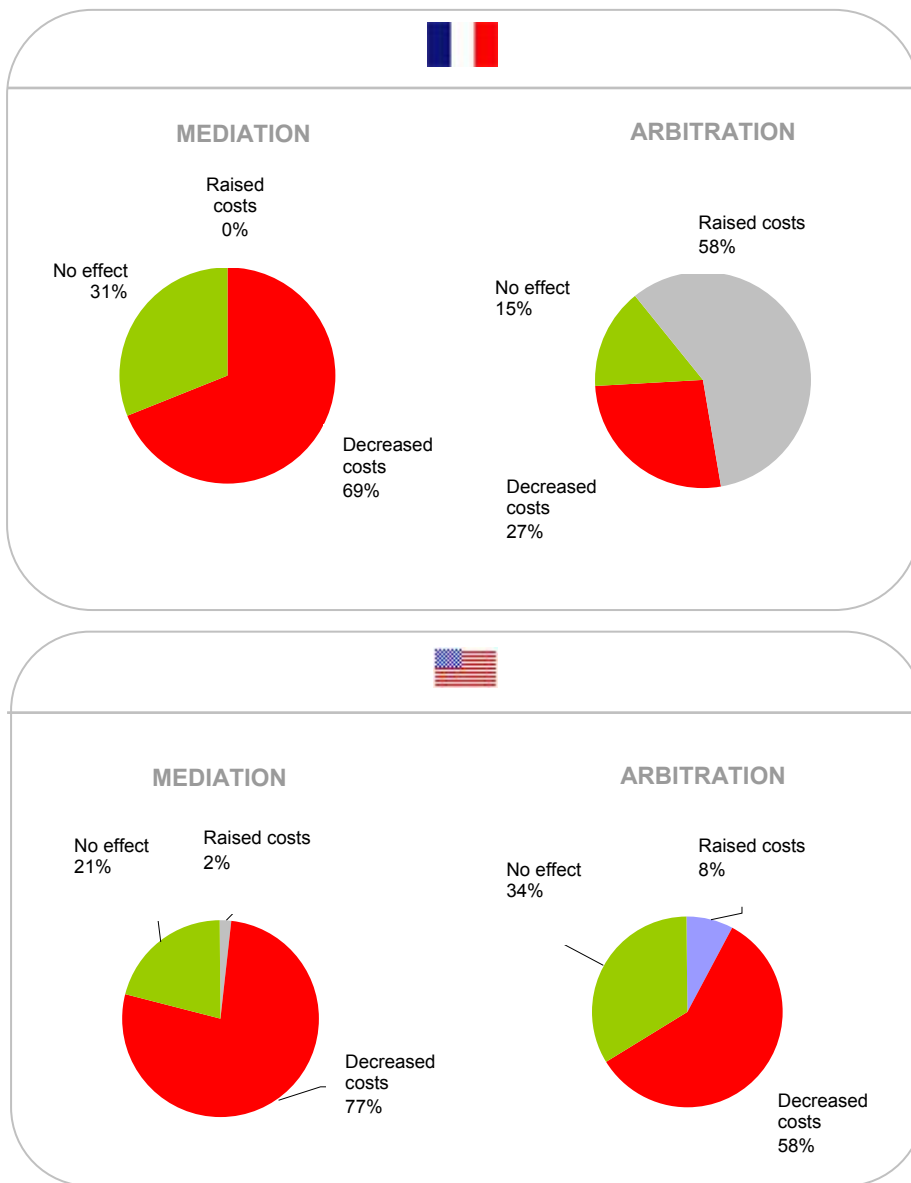 MEDIATION
Raised
costs
0%
No effect
31%
Decreased
costs
69%
ARBITRATION
Raised costs
58%
No effect
15%
Decreased
costs
27%
MEDIATION
No effect
21%
Raised costs
2%
Decreased
costs
77%
ARBITRATION
Raised costs
8%
No effect
34%
Decreased
costs
58%